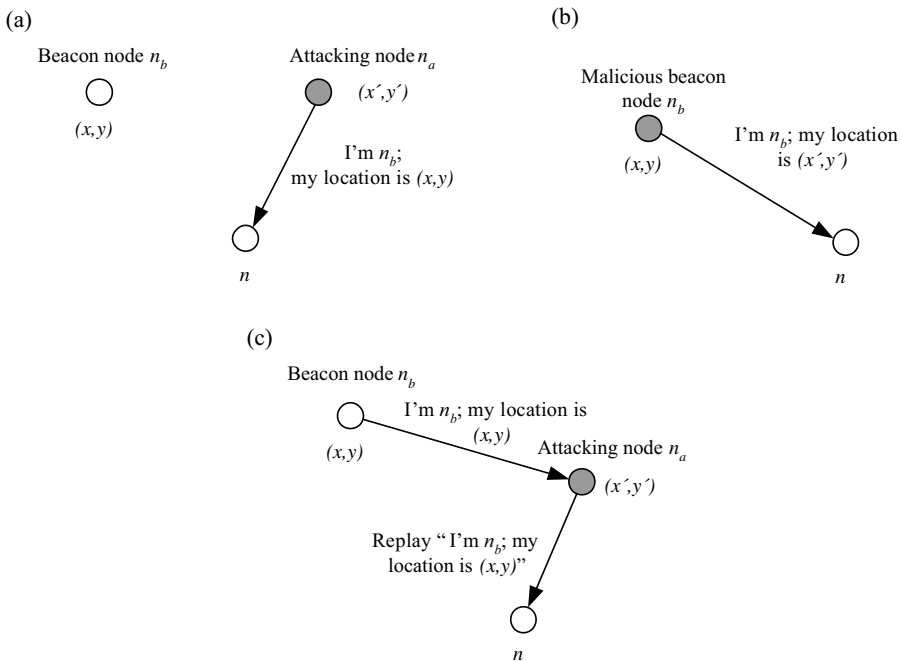 (a)
Beacon node n_b
(x,y)
Attacking node n_a
(x´,y´)
I’m n_b;
my location is (x,y)
n
(b)
Malicious beacon
node n_b
(x,y)
I’m n_b; my location
is (x´,y´)
n
(c)
Beacon node n_b
(x,y)
I’m n_b; my location is
(x,y)
Attacking node n_a
(x´,y´)
Replay “ I’m n_b; my
location is (x,y)”
n